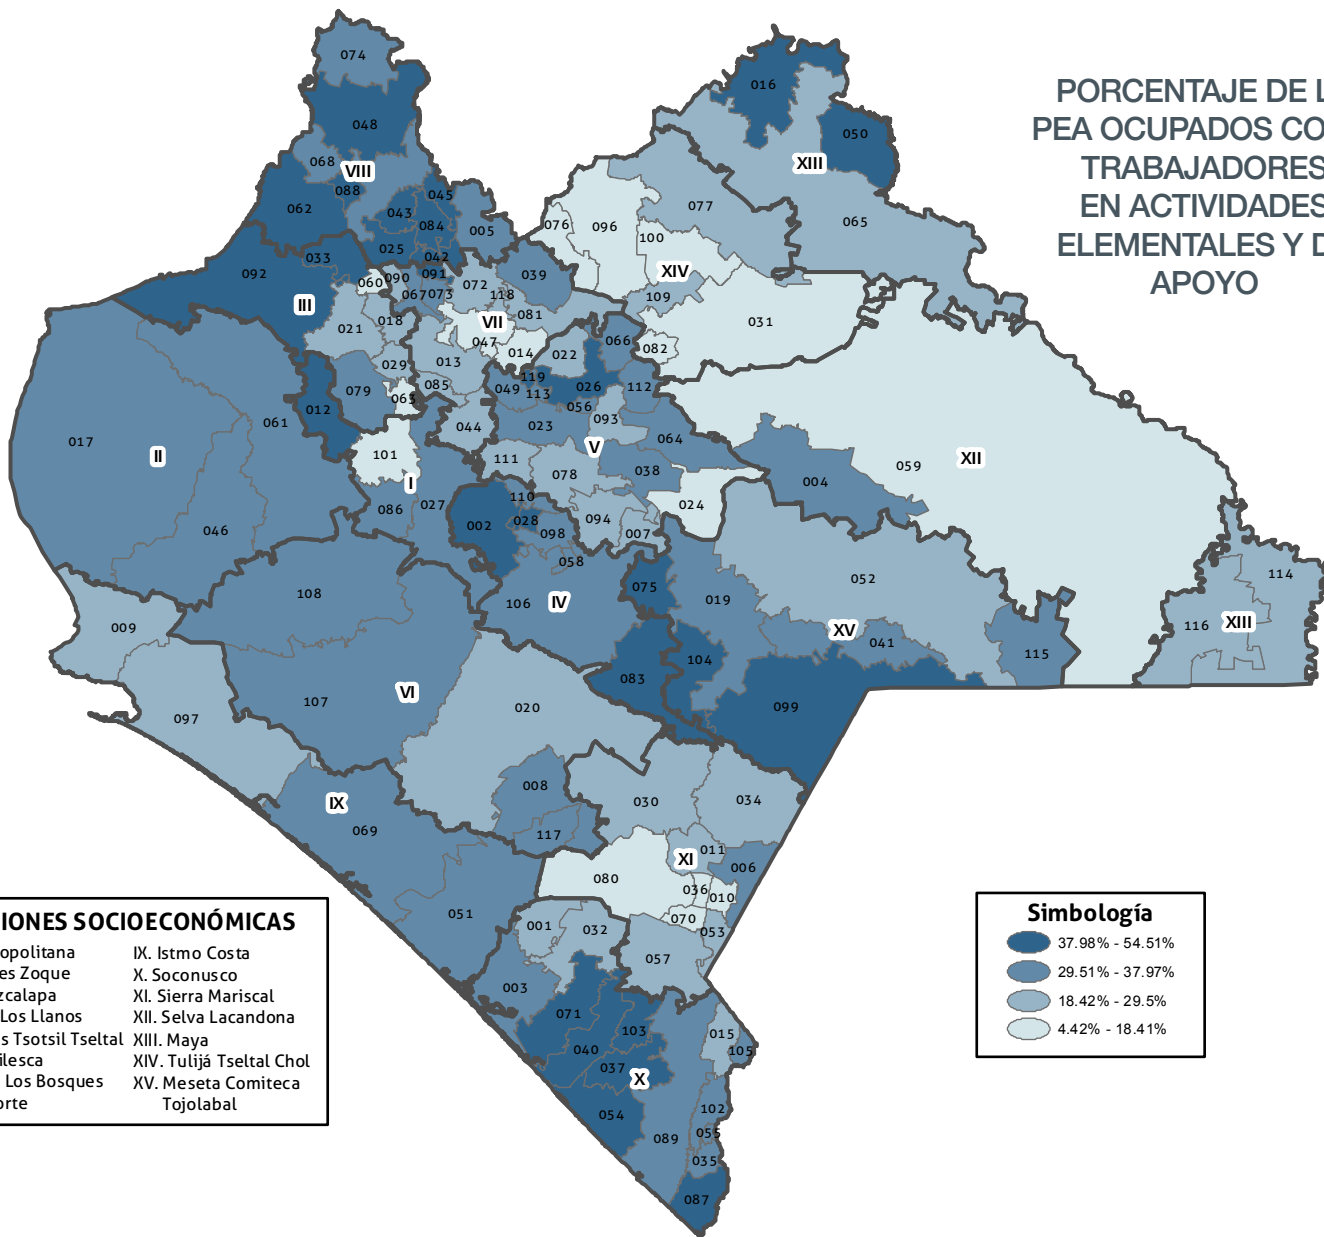 PORCENTAJE DE L
PEA OCUPADOS CO
TRABAJADORES
EN ACTIVIDADES
ELEMENTALES Y D
APOYO
074
016
048
050
068
VIII
XIII
088
045
062
043
084
005
077
076
096
065
025
042
100
033
092
060
090
091
039
XIV
072
067
073
118
109
III
018
081
031
021
VII
047
014
022
066
082
029
013
119
026
079
085
049
113
112
063
012
056
061
093
017
044
023
064
II
101
V
XII
111
038
059
I
078
004
110
024
086
027
002
028
094
046
098
007
058
052
114
108
075
019
106
IV
009
116
XIII
XV
041
115
104
083
107
VI
099
097
020
008
030
034
IX
069
117
011
XI
006
080
036
010
051
070
001
032
053
057
003
071
103
015
040
105
037
X
054
102
089
055
035
087
IONES SOCIOECONÓMICAS
opolitana
es Zoque
zcalapa
Los Llanos
s Tsotsil Tseltal
ilesca
Los Bosques
orte
IX. Istmo Costa
X. Soconusco
XI. Sierra Mariscal
XII. Selva Lacandona
XIII. Maya
XIV. Tulijá Tseltal Chol
XV. Meseta Comiteca
Tojolabal
Simbología
37.98% - 54.51%
29.51% - 37.97%
18.42% - 29.5%
4.42% - 18.41%